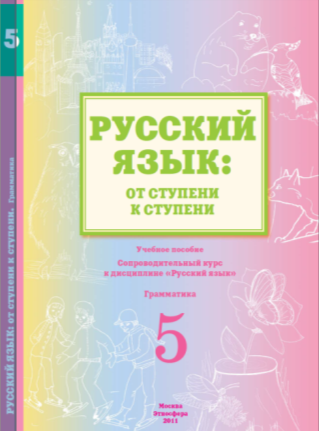 5
РУССКИЙ ЯЗЫК: ОТ СТУПЕНИ К СТУПЕНИ. Грамматика
РУССКИЙ
ЯЗЫК:
ОТ СТУПЕНИ
К СТУПЕНИ
Учебное пособие
Сопроводительный курс
к дисциплине «Русский язык»
Грамматика
5
Москва
Этносфера
2011